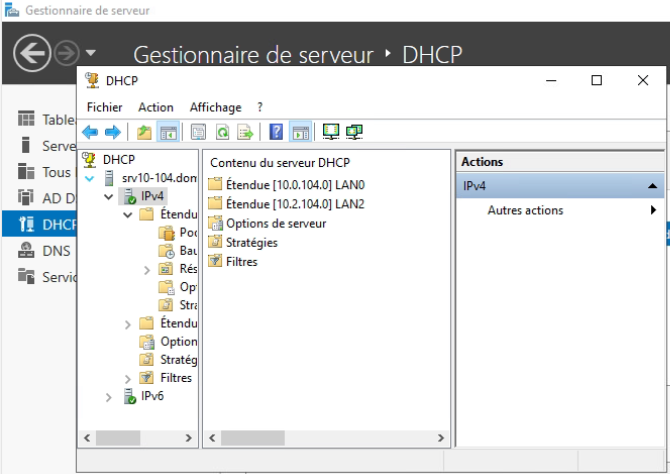 Gestionnaire de serveur
Gestionnaire de serveur • DHCP
DHCP
Fichier Action Affichage ?
Table
Serve
Tous
AD D
DHCP
DNS
Servic
DHCP
srv10-104.dom
IPv4
Étendu
Poo
Bau
Rés
Opt
Stra
Étendu
Option
Stratég
Filtres
IPv6
Contenu du serveur DHCP
Étendue [10.0.104.0] LAN0
Étendue [10.2.104.0] LAN2
Options de serveur
Stratégies
Filtres
Actions
IPv4
Autres actions